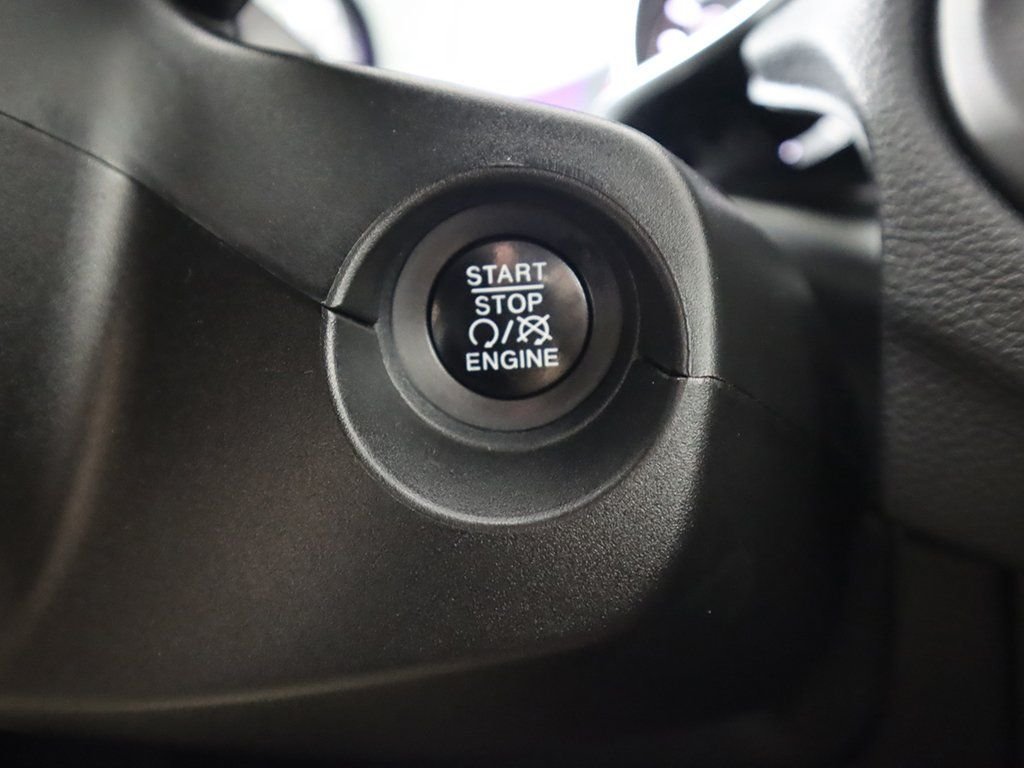 START
STOP
/
ENGINE